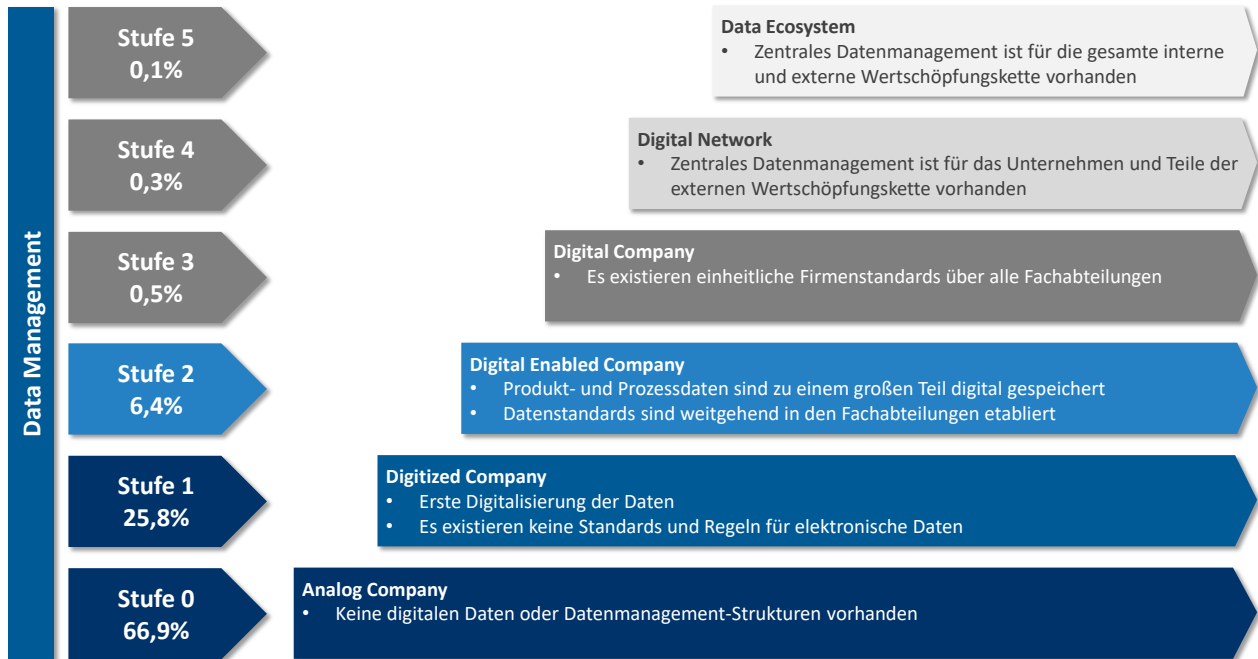 Data Management
Stufe 5
0,1%
Data Ecosystem
• Zentrales Datenmanagement ist für die gesamte interne
und externe Wertschöpfungskette vorhanden
Stufe 4
0,3%
Digital Network
• Zentrales Datenmanagement ist für das Unternehmen und Teile der
externen Wertschöpfungskette vorhanden
Stufe 3
0,5%
Digital Company
• Es existieren einheitliche Firmenstandards über alle Fachabteilungen
Stufe 2
6,4%
Digital Enabled Company
• Produkt- und Prozessdaten sind zu einem großen Teil digital gespeichert
• Datenstandards sind weitgehend in den Fachabteilungen etabliert
Stufe 1
25,8%
Digitized Company
• Erste Digitalisierung der Daten
• Es existieren keine Standards und Regeln für elektronische Daten
Stufe 0
66,9%
Analog Company
• Keine digitalen Daten oder Datenmanagement-Strukturen vorhanden